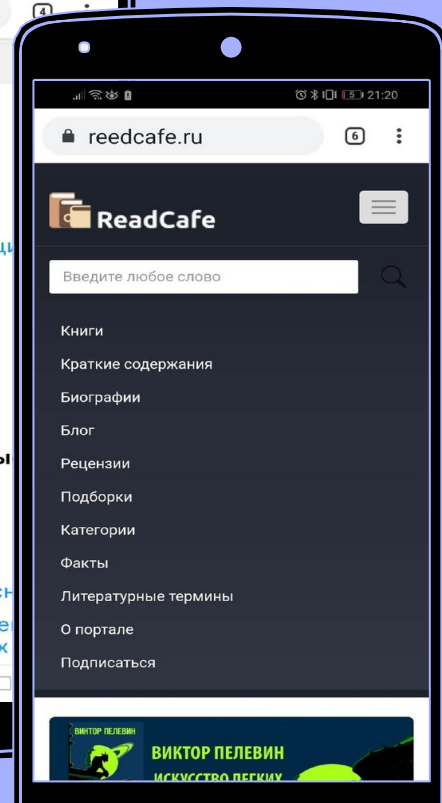 4
21:20
reedcafe.ru
6
ReadCafe
Введите любое слово
Книги
Краткие содержания
Биографии
Блог
Рецензии
Подборки
Категории
Факты
Литературные термины
О портале
Подписаться
ВИКТОР ПЕЛЕВИН
ВИКТОР ПЕЛЕВИН
ИСКУССТВО ЛЕГКИХ